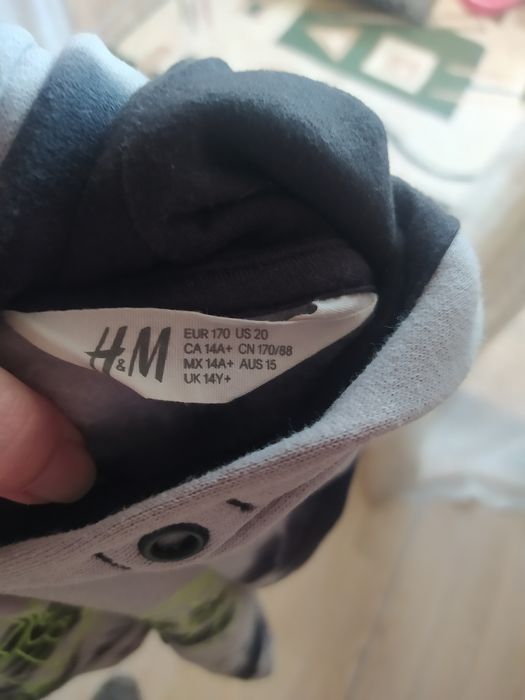 H&M
EUR 170 US 20
CA 14A+ CN 170/88
MX 14A+ AUS 15
UK 14Y+